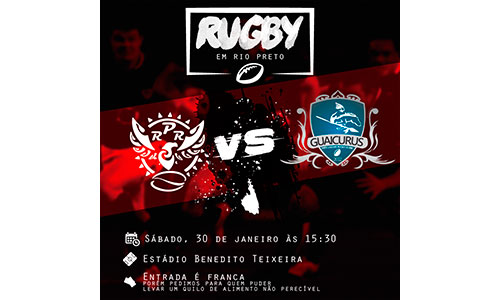 RUGBY
EM RIO PRETO
RPR
VS
GUAICURUS
SÁBADO, 30 DE JANEIRO ÀS 15:30
ESTÁDIO BENEDITO TEIXEIRA
ENTRADA É FRANCA
PORÉM PEDIMOS PARA QUEM PUDER
LEVAR UM QUILO DE ALIMENTO NÃO PERECÍVEL